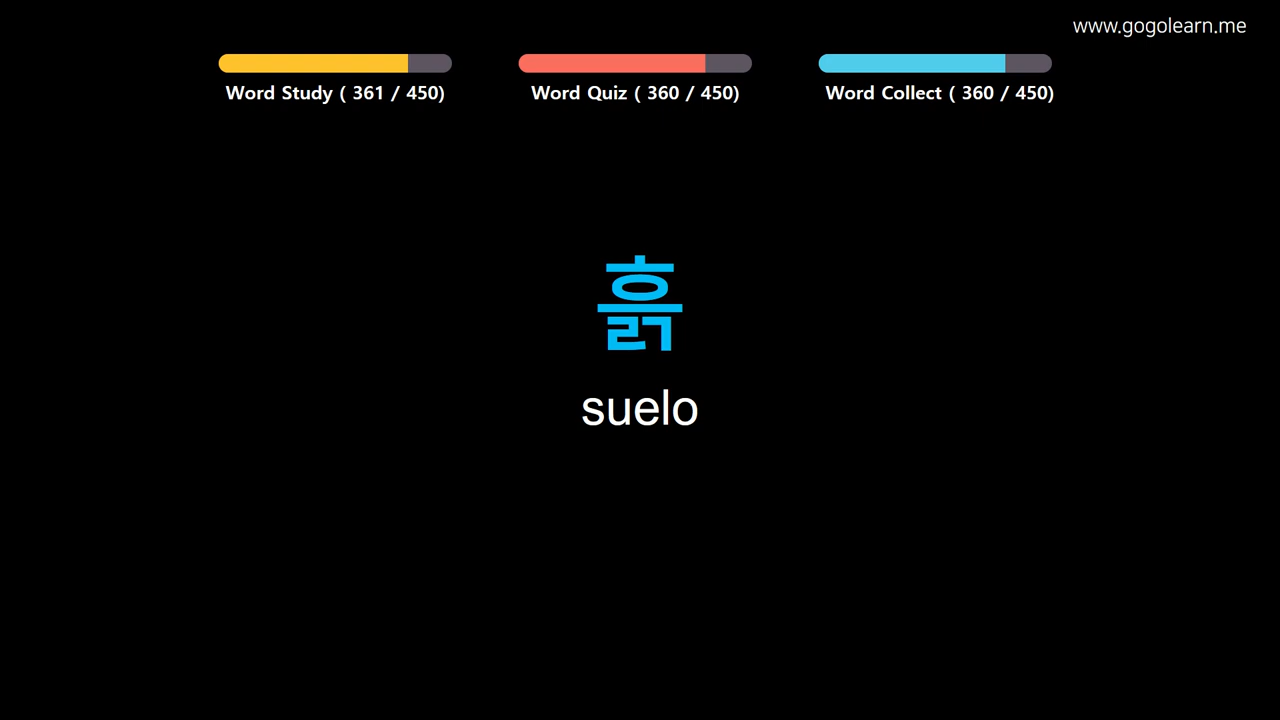 www.gogolearn.me
Word Study ( 361 / 450)
Word Quiz ( 360 / 450)
Word Collect ( 360 / 450)
흙
suelo